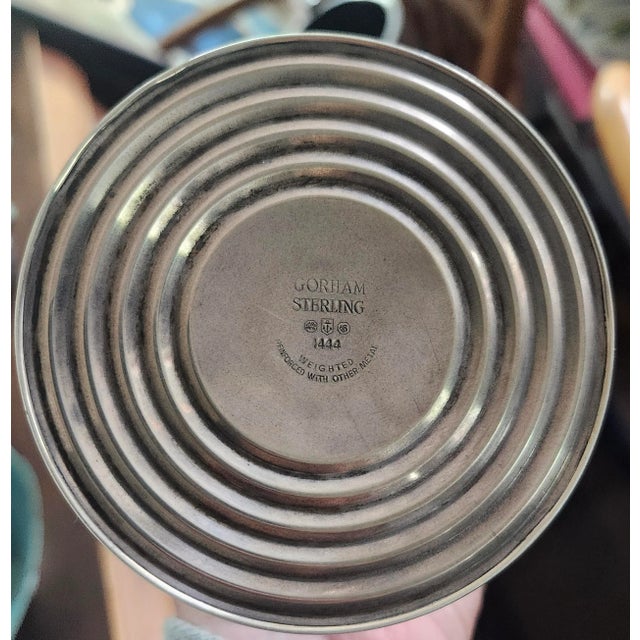 GORHAM
STERLING
1444
WEIGHTED
REINFORCED WITH OTHER METAL